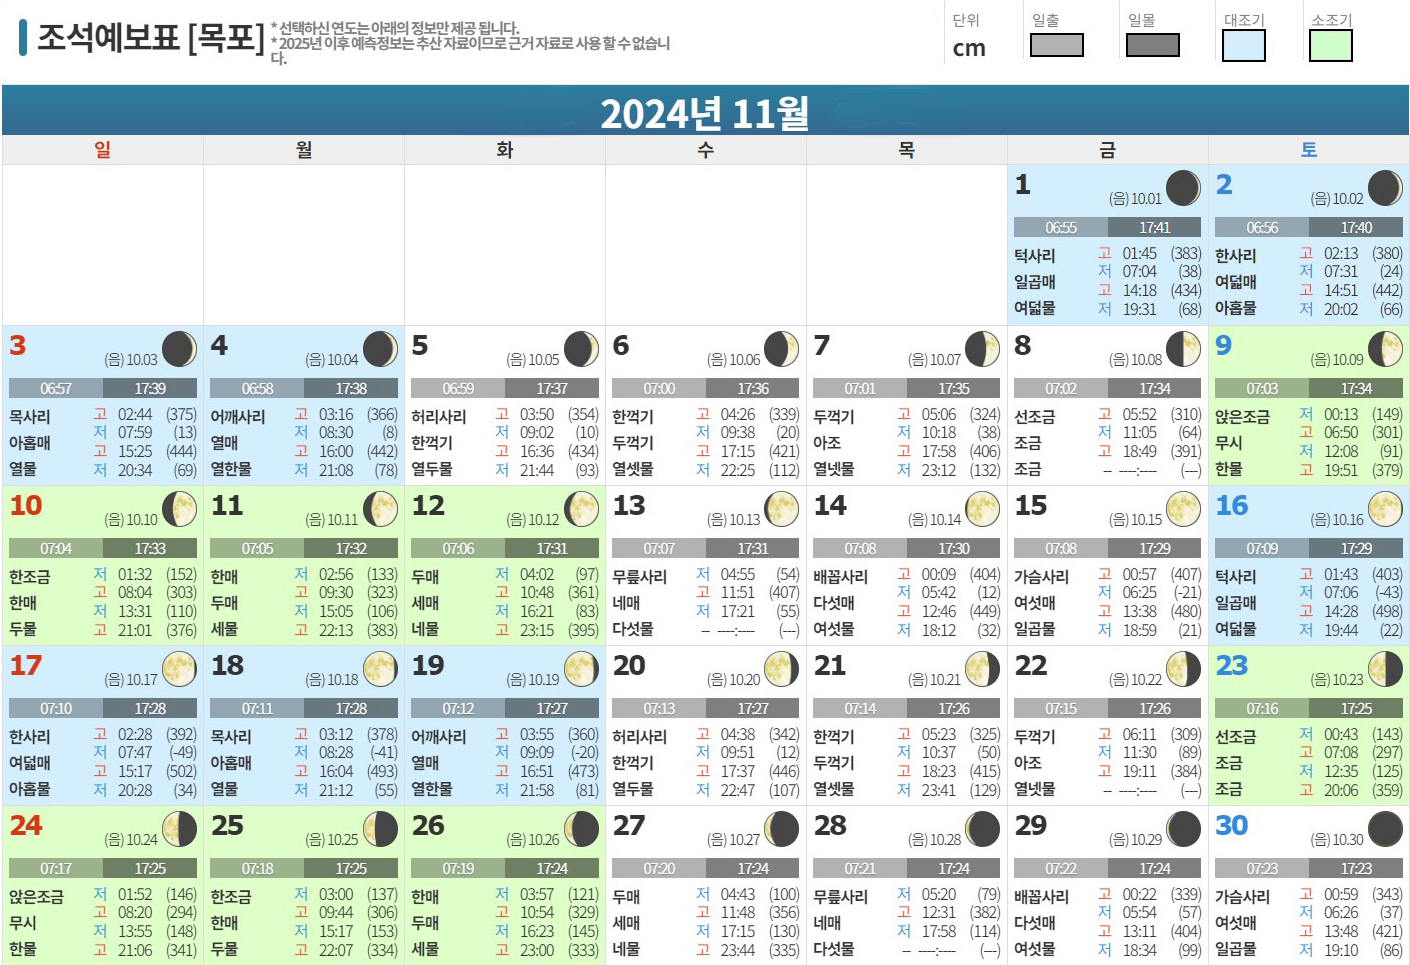 조석예보표 [목포]
* 선택하신 연도는 아래의 정보만 제공 됩니다.
* 2025년 이후 예측정보는 추산 자료이므로 근거 자료로 사용 할 수 없습니
다.
단위 일출 일몰 대조기 소조기
cm
2024년 11월
일 월 화 수 목 금 토
1 (음) 10.01
06:55 17:41
턱사리 일곱매 여덟물
고 01:45 (383)
저 07:04 (38)
고 14:18 (434)
저 19:31 (68)
2 (음) 10.02
06:56 17:40
한사리 여덟매 아홉물
고 02:13 (380)
저 07:31 (24)
고 14:51 (442)
저 20:02 (66)
3 (음) 10.03
06:57 17:39
목사리 아홉매 열물
고 02:44 (375)
저 07:59 (13)
고 15:25 (444)
저 20:34 (69)
4 (음) 10.04
06:58 17:38
어깨사리 열매 열한물
고 03:16 (366)
저 08:30 (8)
고 16:00 (442)
저 21:08 (78)
5 (음) 10.05
06:59 17:37
허리사리 한꺽기 열두물
고 03:50 (354)
저 09:02 (10)
고 16:36 (434)
저 21:44 (93)
6 (음) 10.06
07:00 17:36
한꺽기 두꺽기 열셋물
고 04:26 (339)
저 09:38 (20)
고 17:15 (421)
저 22:25 (112)
7 (음) 10.07
07:01 17:35
두꺽기 아조 열넷물
고 05:06 (324)
저 10:18 (38)
고 17:58 (406)
저 23:12 (132)
8 (음) 10.08
07:02 17:34
선조금 조금 조금
고 05:52 (310)
저 11:05 (64)
고 18:49 (391)
-- ----:---- (---)
9 (음) 10.09
07:03 17:34
앉은조금 무시 한물
저 00:13 (149)
고 06:50 (301)
저 12:08 (91)
고 19:51 (379)
10 (음) 10.10
07:04 17:33
한조금 한매 두물
저 01:32 (152)
고 08:04 (303)
저 13:31 (110)
고 21:01 (376)
11 (음) 10.11
07:05 17:32
한매 두매 세물
저 02:56 (133)
고 09:30 (323)
저 15:05 (106)
고 22:13 (383)
12 (음) 10.12
07:06 17:31
두매 세매 네물
저 04:02 (97)
고 10:48 (361)
저 16:21 (83)
고 23:15 (395)
13 (음) 10.13
07:07 17:31
무릎사리 네매 다섯물
저 04:55 (54)
고 11:51 (407)
저 17:21 (55)
-- ----:---- (---)
14 (음) 10.14
07:08 17:30
배꼽사리 다섯매 여섯물
고 00:09 (404)
저 05:42 (12)
고 12:46 (449)
저 18:12 (32)
15 (음) 10.15
07:08 17:29
가슴사리 여섯매 일곱물
고 00:57 (407)
저 06:25 (-21)
고 13:38 (480)
저 18:59 (21)
16 (음) 10.16
07:09 17:29
턱사리 일곱매 여덟물
고 01:43 (403)
저 07:06 (-43)
고 14:28 (498)
저 19:44 (22)
17 (음) 10.17
07:10 17:28
한사리 여덟매 아홉물
고 02:28 (392)
저 07:47 (-49)
고 15:17 (502)
저 20:28 (34)
18 (음) 10.18
07:11 17:28
목사리 아홉매 열물
고 03:12 (378)
저 08:28 (-41)
고 16:04 (493)
저 21:12 (55)
19 (음) 10.19
07:12 17:27
어깨사리 열매 열한물
고 03:55 (360)
저 09:09 (-20)
고 16:51 (473)
저 21:58 (81)
20 (음) 10.20
07:13 17:27
허리사리 한꺽기 열두물
고 04:38 (342)
저 09:51 (12)
고 17:37 (446)
저 22:47 (107)
21 (음) 10.21
07:14 17:26
한꺽기 두꺽기 열셋물
고 05:23 (325)
저 10:37 (50)
고 18:23 (415)
저 23:41 (129)
22 (음) 10.22
07:15 17:26
두꺽기 아조 열넷물
고 06:11 (309)
저 11:30 (89)
고 19:11 (384)
-- ----:---- (---)
23 (음) 10.23
07:16 17:25
선조금 조금 조금
저 00:43 (143)
고 07:08 (297)
저 12:35 (125)
고 20:06 (359)
24 (음) 10.24
07:17 17:25
앉은조금 무시 한물
저 01:52 (146)
고 08:20 (294)
저 13:55 (148)
고 21:06 (341)
25 (음) 10.25
07:18 17:25
한조금 한매 두물
저 03:00 (137)
고 09:44 (306)
저 15:17 (153)
고 22:07 (334)
26 (음) 10.26
07:19 17:24
한매 두매 세물
저 03:57 (121)
고 10:54 (329)
저 16:23 (145)
고 23:00 (333)
27 (음) 10.27
07:20 17:24
두매 세매 네물
저 04:43 (100)
고 11:48 (356)
저 17:15 (130)
고 23:44 (335)
28 (음) 10.28
07:21 17:24
무릎사리 네매 다섯물
저 05:20 (79)
고 12:31 (382)
저 17:58 (114)
-- ----:---- (---)
29 (음) 10.29
07:22 17:24
배꼽사리 다섯매 여섯물
고 00:22 (339)
저 05:54 (57)
고 13:11 (404)
저 18:34 (99)
30 (음) 10.30
07:23 17:23
가슴사리 여섯매 일곱물
고 00:59 (343)
저 06:26 (37)
고 13:48 (421)
저 19:10 (86)